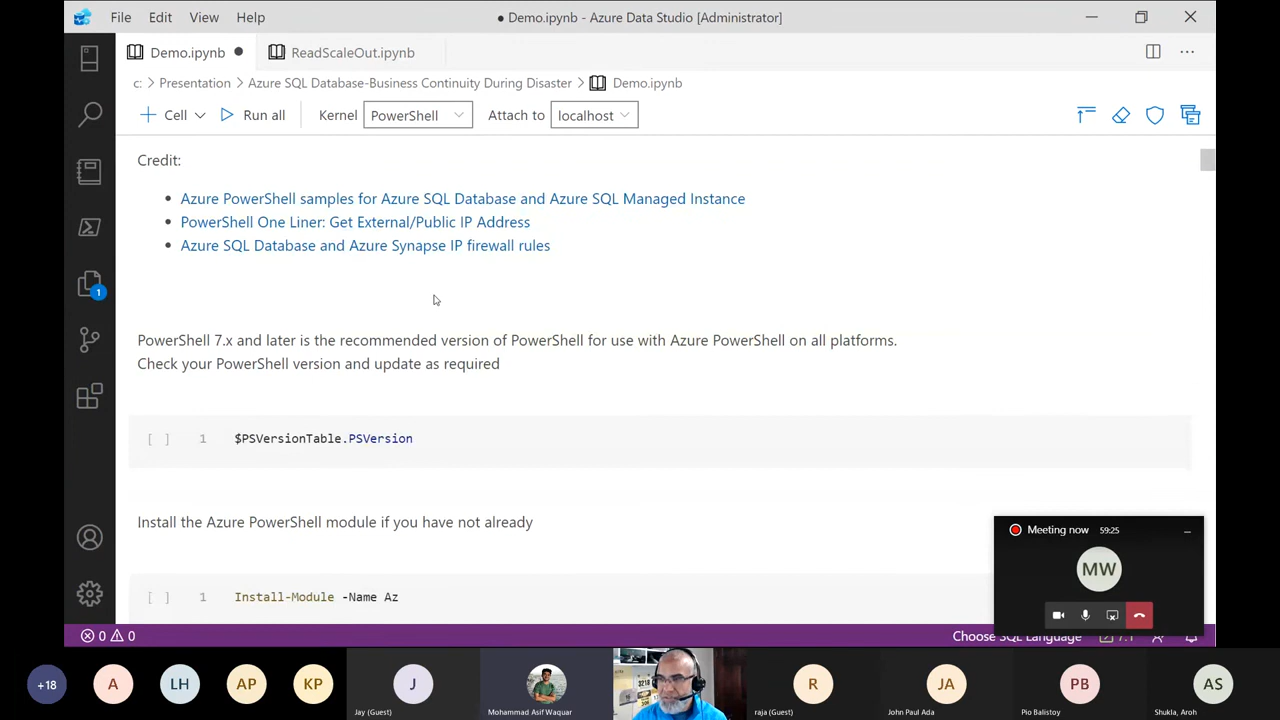 File Edit View Help
● Demo.ipynb - Azure Data Studio [Administrator]
Demo.ipynb ● ReadScaleOut.ipynb
c: > Presentation > Azure SQL Database-Business Continuity During Disaster > Demo.ipynb
+ Cell Run all Kernel PowerShell Attach to localhost
Credit:
• Azure PowerShell samples for Azure SQL Database and Azure SQL Managed Instance
• PowerShell One Liner: Get External/Public IP Address
• Azure SQL Database and Azure Synapse IP firewall rules
1
PowerShell 7.x and later is the recommended version of PowerShell for use with Azure PowerShell on all platforms.
Check your PowerShell version and update as required
[ ] 1 $PSVersionTable.PSVersion
Install the Azure PowerShell module if you have not already
Meeting now 59:25
MW
[ ] 1 Install-Module -Name Az
0 0
Choose SQL Language 7.1
+18 A LH AP KP J R JA PB AS
Jay (Guest) Mohammad Asif Waquar raja (Guest) John Paul Ada Pio Balistoy Shukla, Aroh